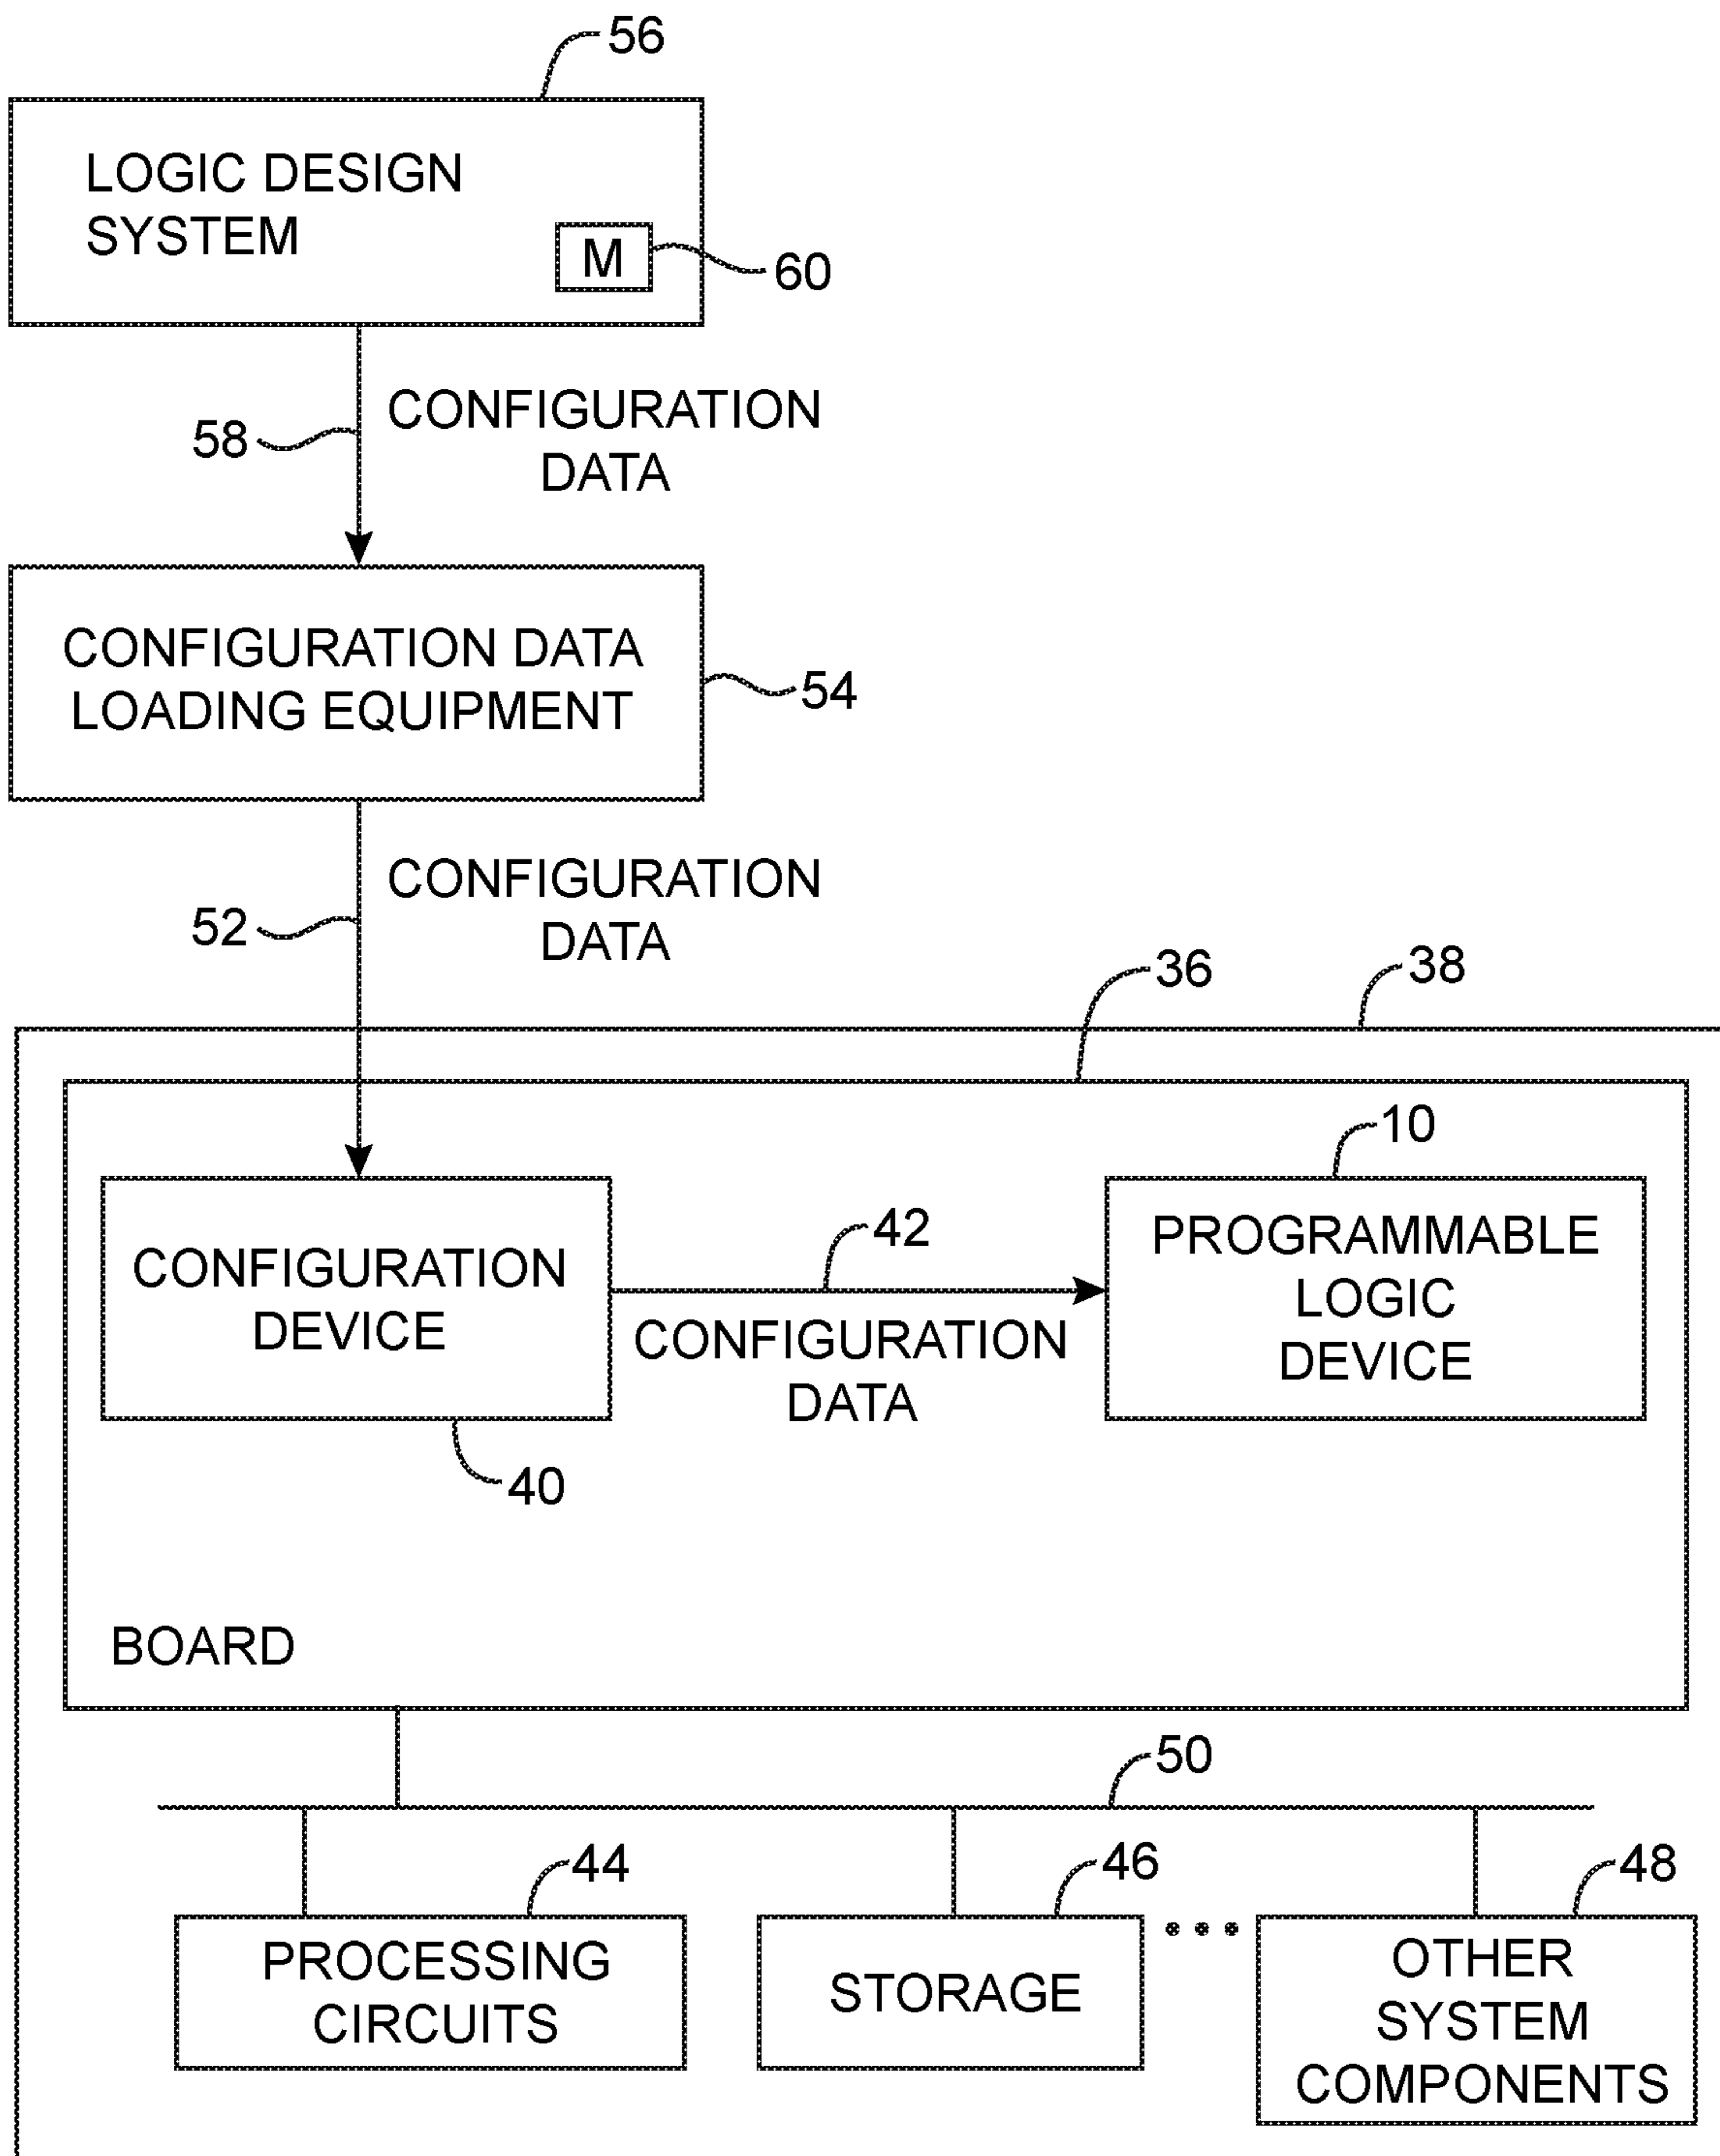 56
LOGIC DESIGN
SYSTEM
M
60
58
CONFIGURATION
DATA
CONFIGURATION DATA
LOADING EQUIPMENT
54
52
CONFIGURATION
DATA
36
38
10
CONFIGURATION
DEVICE
40
42
CONFIGURATION
DATA
PROGRAMMABLE
LOGIC
DEVICE
BOARD
50
44
46
48
PROCESSING
CIRCUITS
STORAGE
OTHER
SYSTEM
COMPONENTS